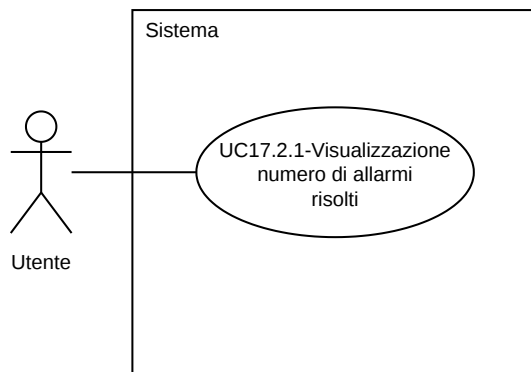 Sistema
UC17.2.1-Visualizzazione
numero di allarmi
risolti
Utente